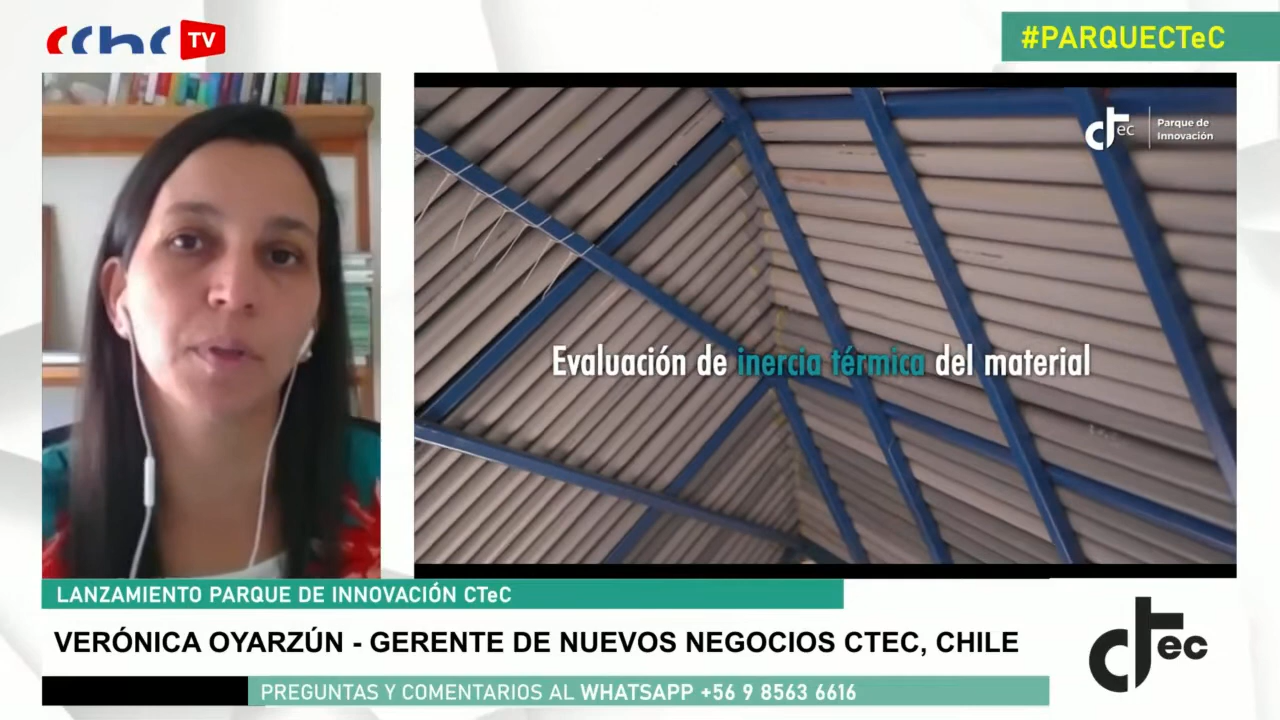 cchc TV
#PARQUECTeC
cTec
Parque de
Innovación
Evaluación de inercia térmica del material
LANZAMIENTO PARQUE DE INNOVACIÓN CTeC
VERÓNICA OYARZÚN - GERENTE DE NUEVOS NEGOCIOS CTEC, CHILE
cTec
PREGUNTAS Y COMENTARIOS AL WHATSAPP +56 9 8563 6616